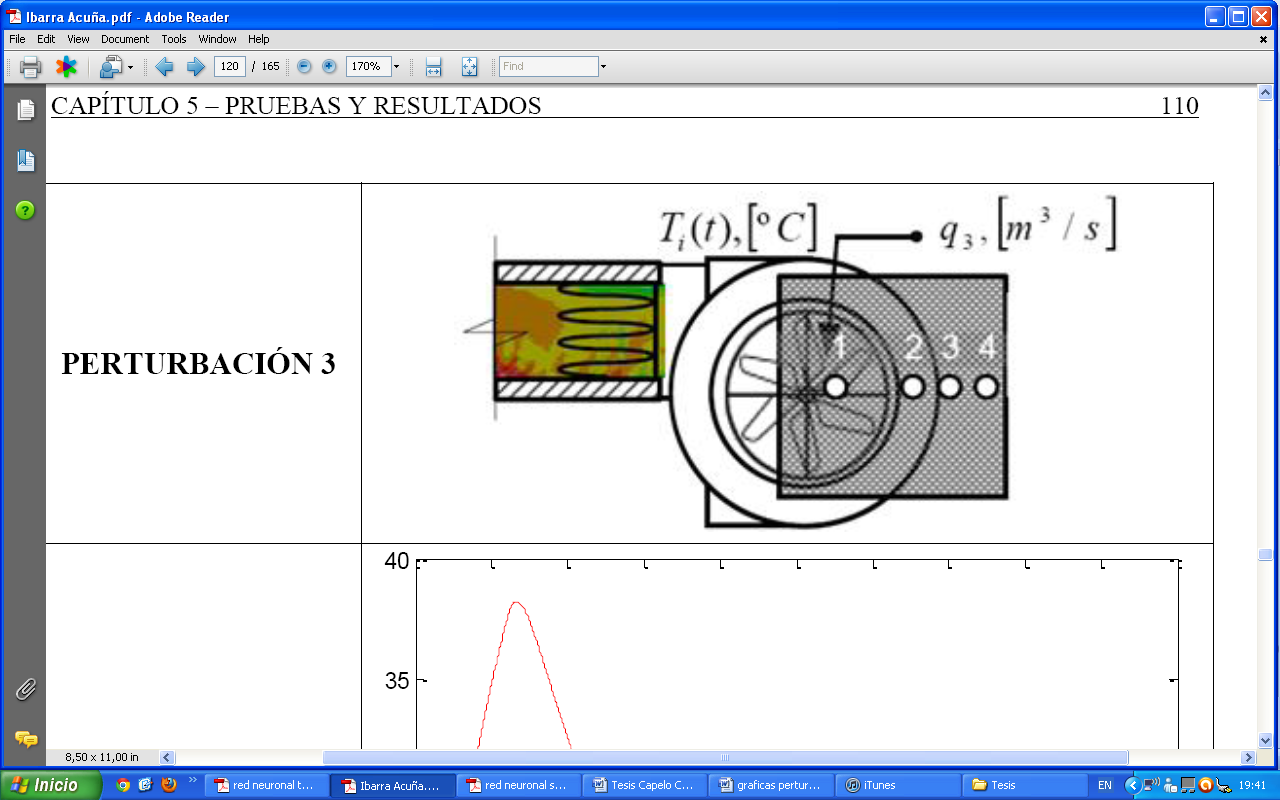 Ibarra Acuña.pdf - Adobe Reader
File Edit View Document Tools Window Help
120 / 165 170% Find
CAPÍTULO 5 – PRUEBAS Y RESULTADOS 110
T_i(t),[º C] q_3,[m^3 / s]
PERTURBACIÓN 3
1 2 3 4
40
35
8,50 x 11,00 in
Inicio » red neuronal t... Ibarra Acuña.... red neuronal s... Tesis Capelo C... graficas pertur... iTunes Tesis EN 19:41